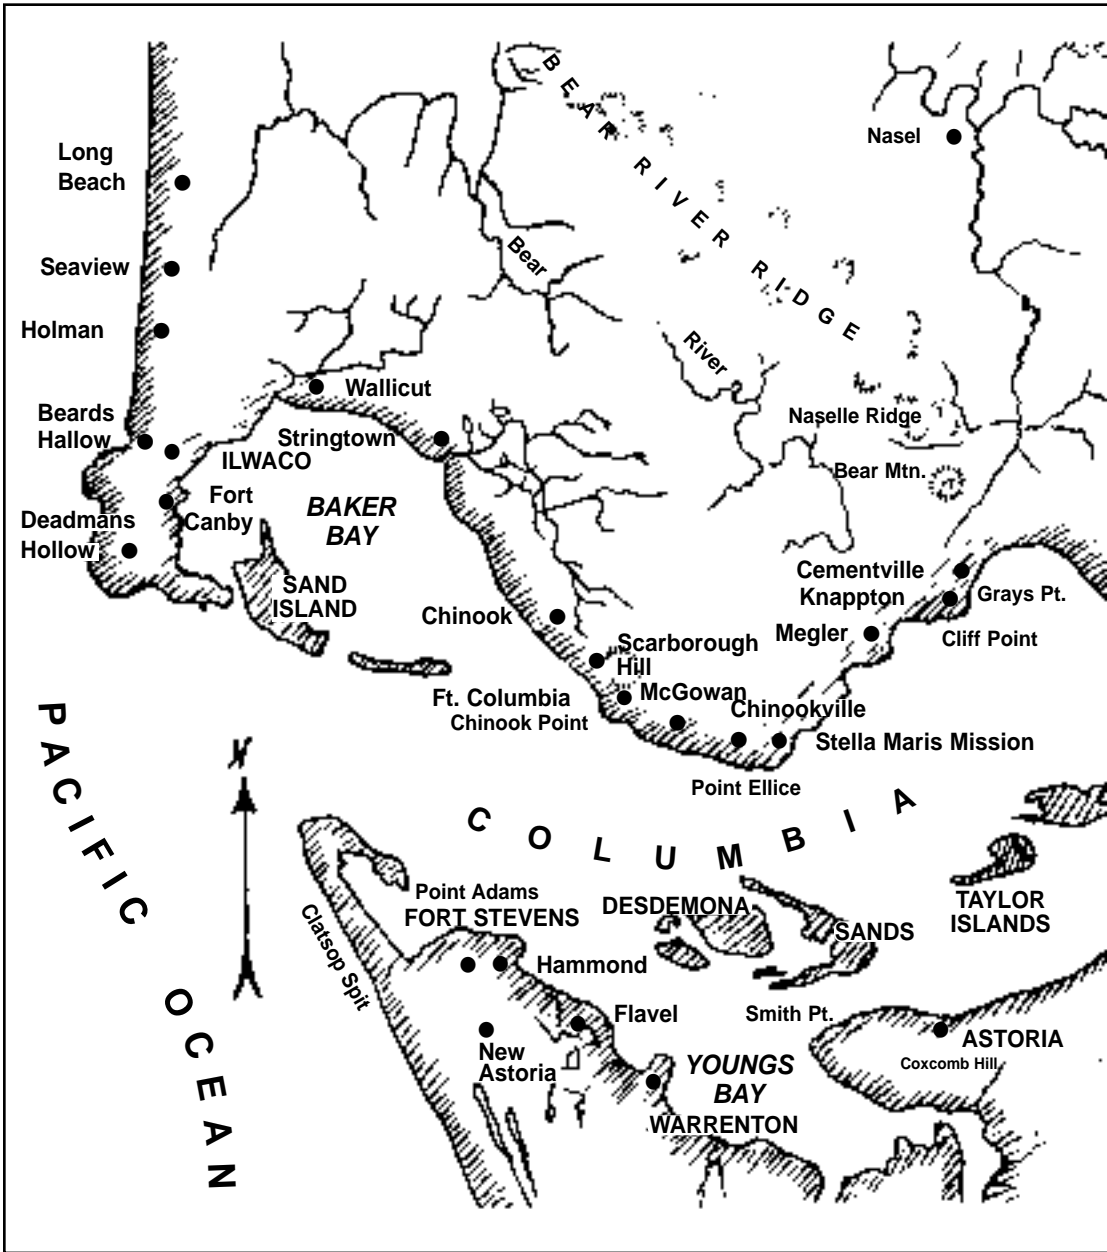 BEAR RIVER RIDGE
Nasel
Long
Beach
Bear
Seaview
Holman
River
Wallicut
Beards
Hallow
Naselle Ridge
Stringtown
ILWACO
Bear Mtn.
Fort
Canby
BAKER
BAY
Deadmans
Hollow
Cementville
SAND
ISLAND
Knappton
Grays Pt.
Chinook
Megler
Cliff Point
Scarborough
Hill
Ft. Columbia
McGowan
Chinook Point
Chinookville
Stella Maris Mission
Point Ellice
N
PACIFIC OCEAN
COLUMBIA
Point Adams
FORT STEVENS
DESDEMONA
SANDS
TAYLOR
ISLANDS
Clatsop Spit
Hammond
Flavel
Smith Pt.
ASTORIA
Coxcomb Hill
New
Astoria
YOUNGS
BAY
WARRENTON